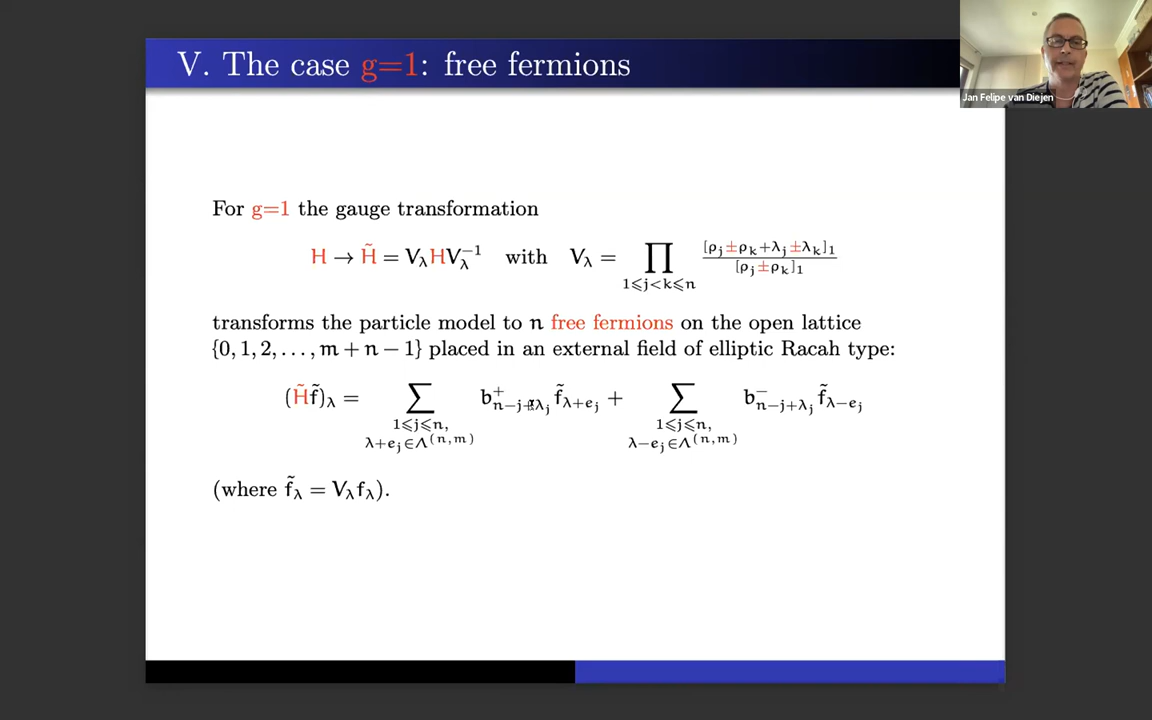 V. The case g=1: free fermions
Jan Felipe van Diejen
For g=1 the gauge transformation
H → H̃ = V_λ H V_λ^{-1} with V_λ = ∏_{1⩽j<k⩽n} [ρ_j±ρ_k+λ_j±λ_k]_1 / [ρ_j±ρ_k]_1
transforms the particle model to n free fermions on the open lattice
{0, 1, 2, . . . , m + n − 1} placed in an external field of elliptic Racah type:
(H̃f̃)_λ = ∑_{1⩽j⩽n, λ+e_j∈Λ^{(n,m)}} b^+_{n−j+λ_j} f̃_{λ+e_j} + ∑_{1⩽j⩽n, λ−e_j∈Λ^{(n,m)}} b^−_{n−j+λ_j} f̃_{λ−e_j}
(where f̃_λ = V_λ f_λ).